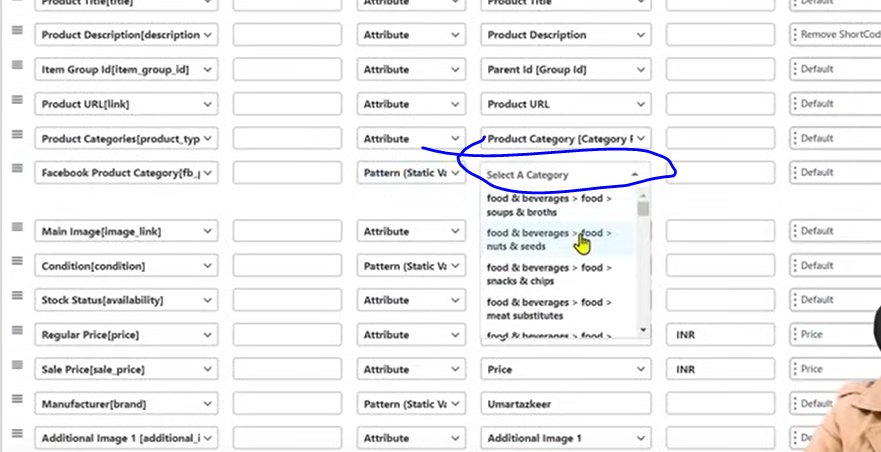 Product Title[title] Attribute Product Title Default
Product Description[description Attribute Product Description Remove ShortCod
Item Group Id[item_group_id] Attribute Parent Id [Group Id] Default
Product URL[link] Attribute Product URL Default
Product Categories[product_typ Attribute Product Category [Category F Default
Facebook Product Category[fb_ Pattern (Static Va Select A Category Default
food & beverages > food >
soups & broths
food & beverages > food >
nuts & seeds
food & beverages > food >
snacks & chips
food & beverages > food >
meat substitutes
food & beverages > food >
Main Image[image_link] Attribute Default
Condition[condition] Pattern (Static Va Default
Stock Status[availability] Attribute Default
Regular Price[price] Attribute INR Price
Sale Price[sale_price] Attribute Price INR Price
Manufacturer[brand] Pattern (Static Va Umartazkeer Default
Additional Image 1 [additional_i Attribute Additional Image 1 De